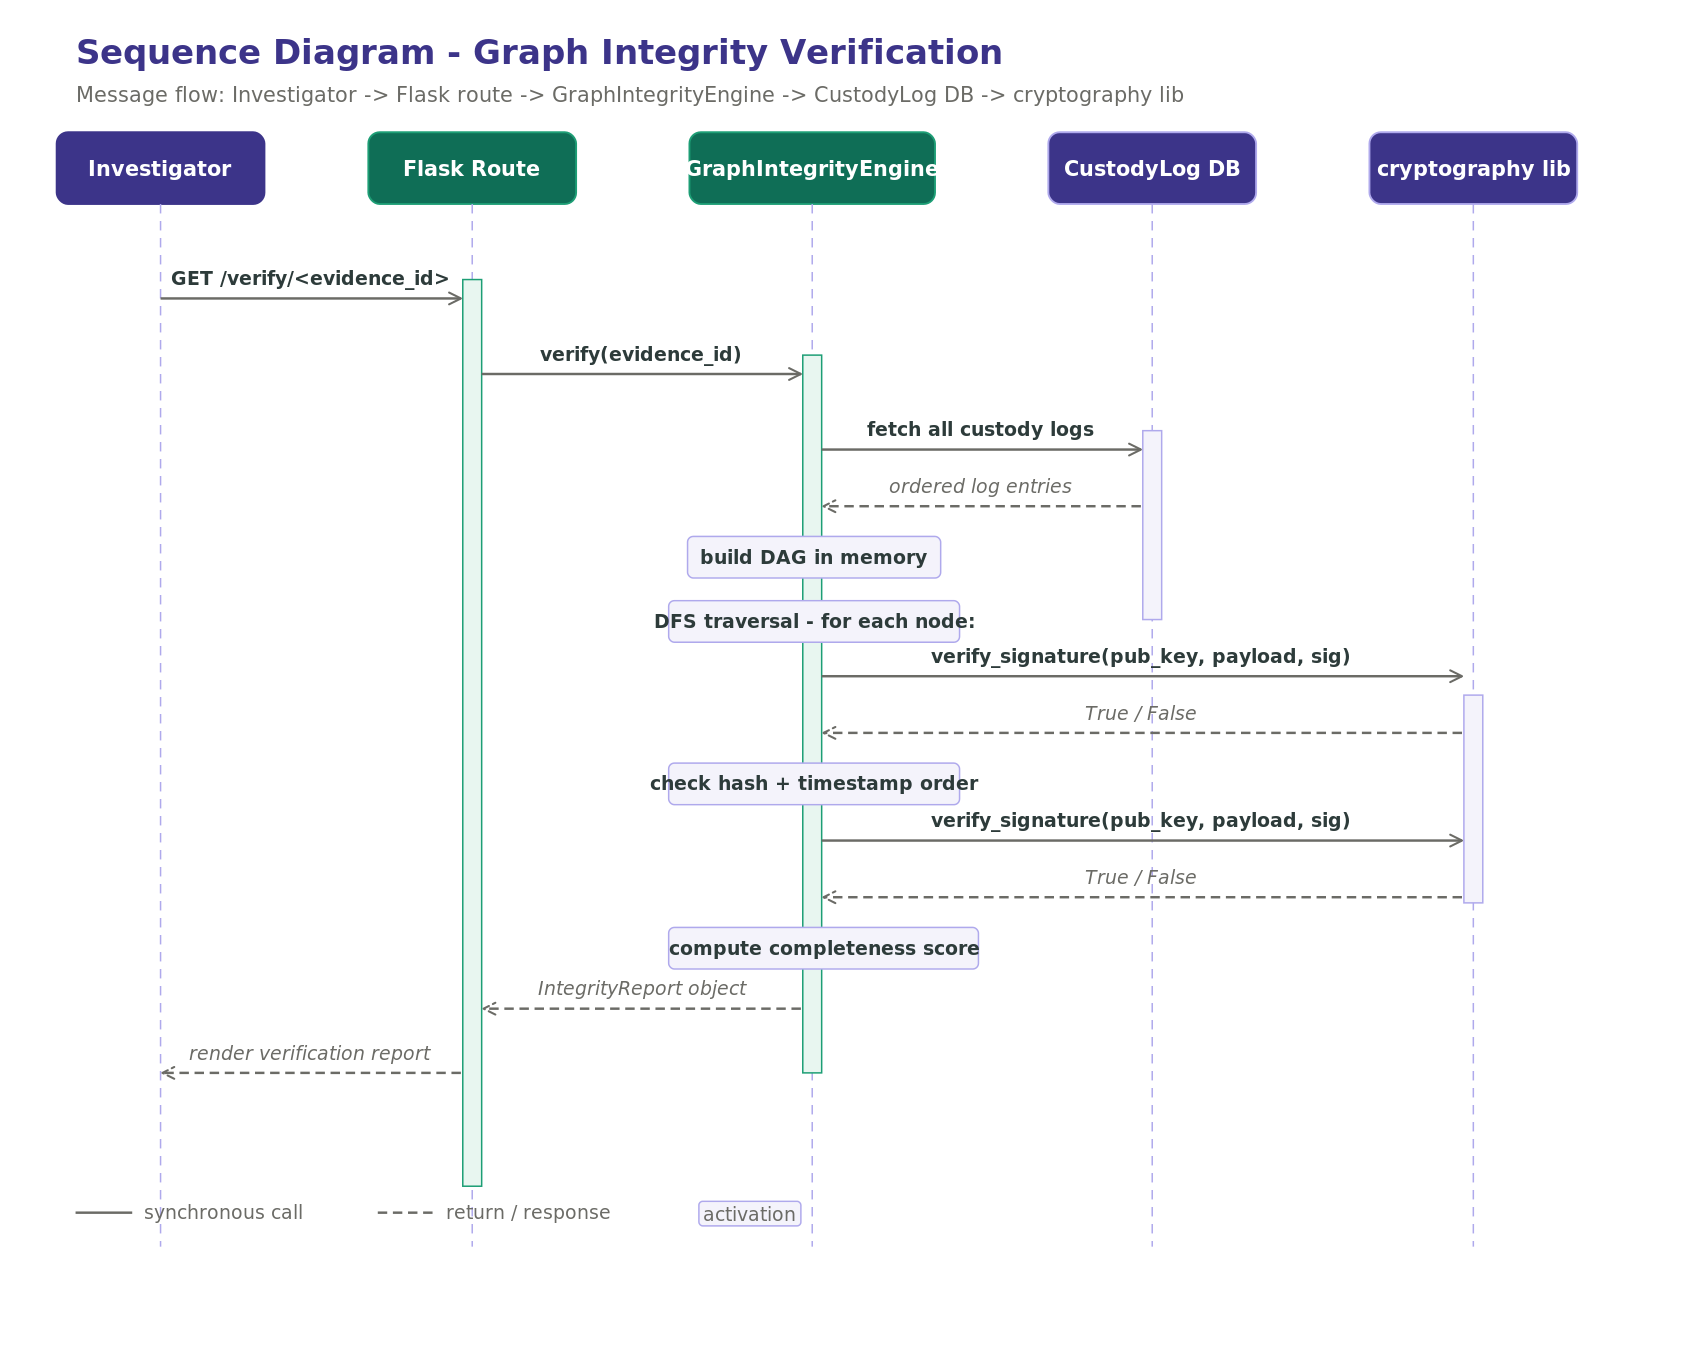 Sequence Diagram - Graph Integrity Verification
Message flow: Investigator -> Flask route -> GraphIntegrityEngine -> CustodyLog DB -> cryptography lib
Investigator
Flask Route
GraphIntegrityEngine
CustodyLog DB
cryptography lib
GET /verify/<evidence_id>
verify(evidence_id)
fetch all custody logs
ordered log entries
build DAG in memory
DFS traversal - for each node:
verify_signature(pub_key, payload, sig)
True / False
check hash + timestamp order
verify_signature(pub_key, payload, sig)
True / False
compute completeness score
IntegrityReport object
render verification report
synchronous call
return / response
activation